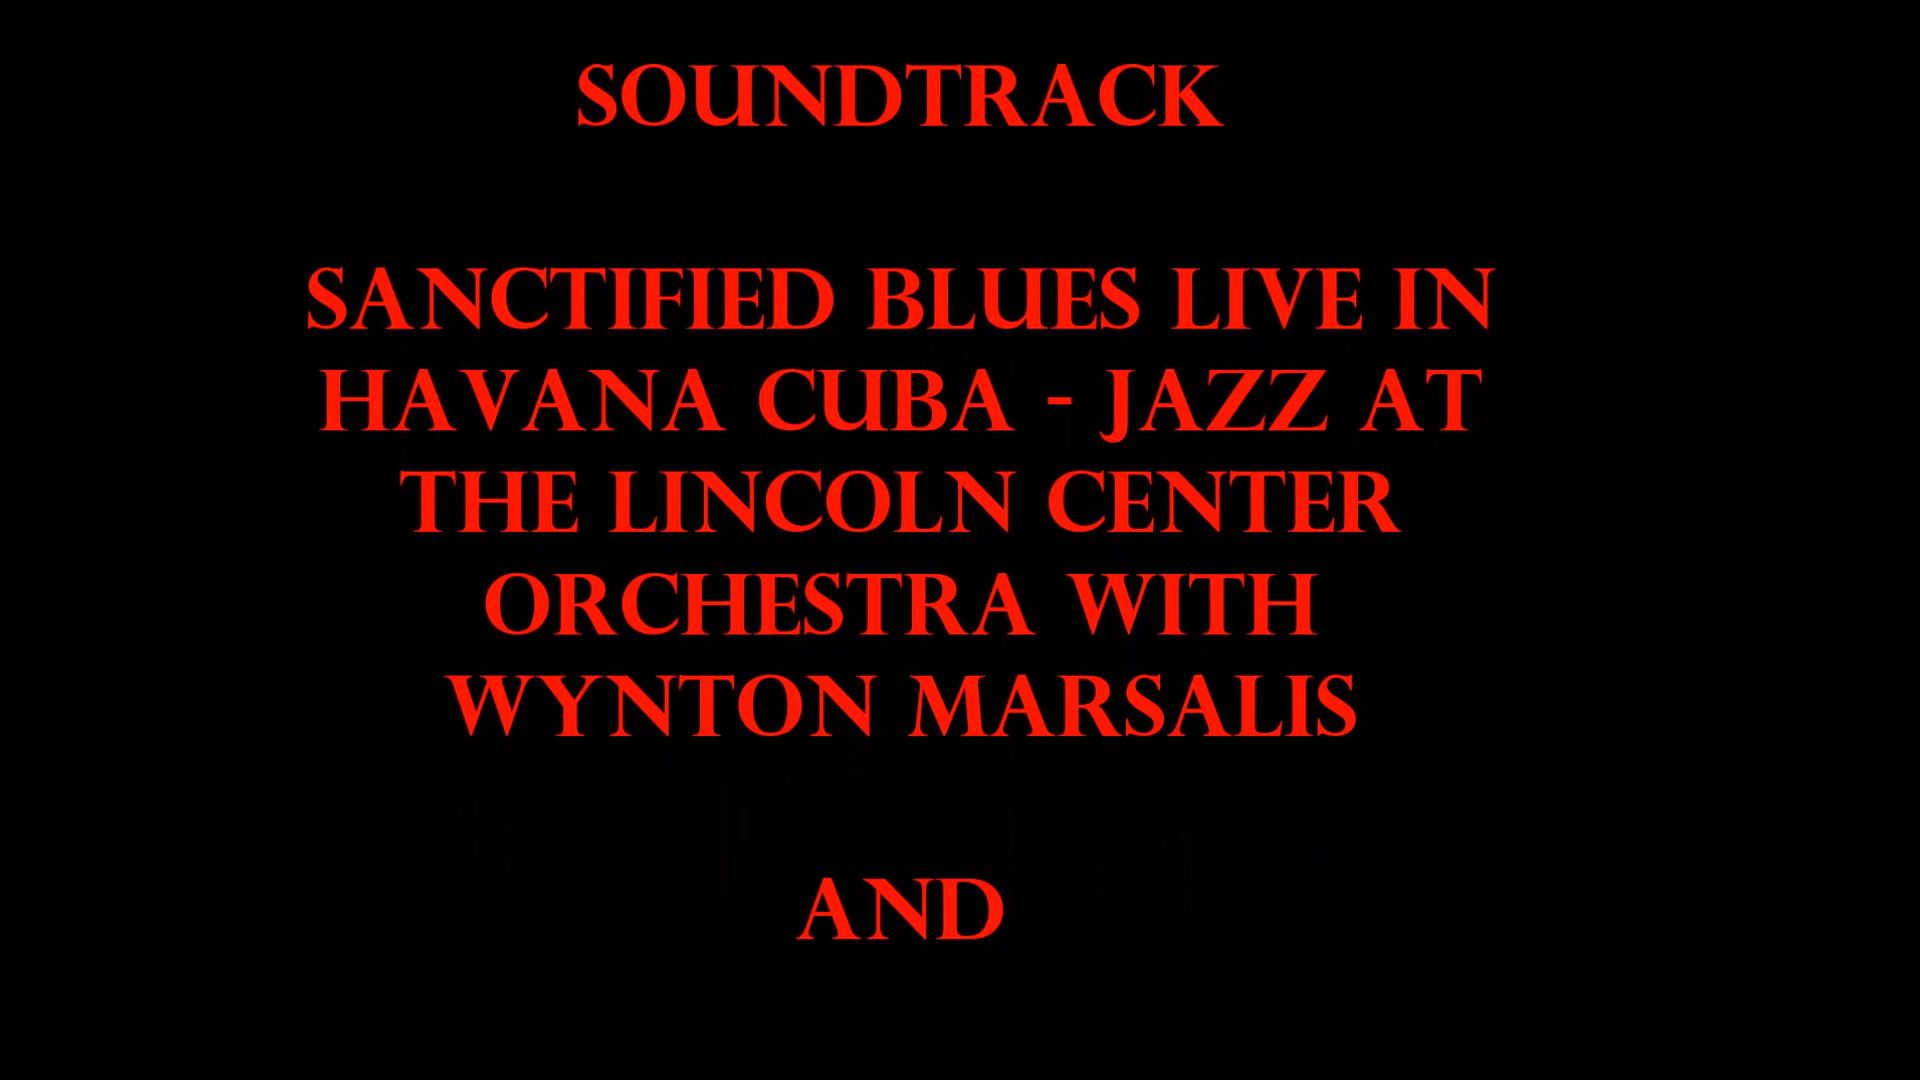 SOUNDTRACK
SANCTIFIED BLUES LIVE IN
HAVANA CUBA - JAZZ AT
THE LINCOLN CENTER
ORCHESTRA WITH
WYNTON MARSALIS
AND